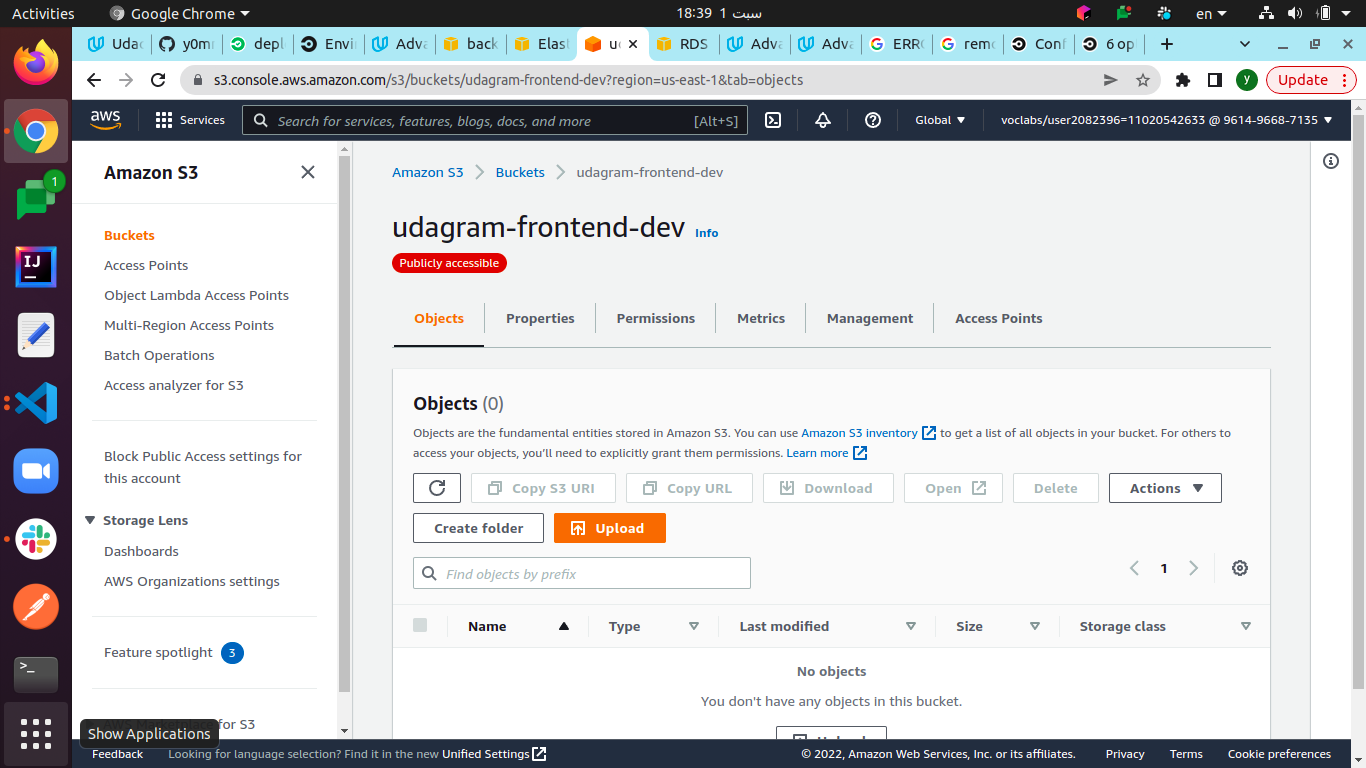 Activities
Google Chrome
18:39 1 سبت
en
Udac
y0mn
deplo
Envir
Adva
back
Elast
ud
RDS
Adva
Adva
ERRO
remo
Conf
6 op
s3.console.aws.amazon.com/s3/buckets/udagram-frontend-dev?region=us-east-1&tab=objects
y
Update
aws
Services
Search for services, features, blogs, docs, and more
[Alt+S]
Global
voclabs/user2082396=11020542633 @ 9614-9668-7135
Amazon S3
Buckets
Access Points
Object Lambda Access Points
Multi-Region Access Points
Batch Operations
Access analyzer for S3
Block Public Access settings for
this account
Storage Lens
Dashboards
AWS Organizations settings
Feature spotlight 3
for S3
Show Applications
1
IJ
>_
Amazon S3 > Buckets > udagram-frontend-dev
udagram-frontend-dev Info
Publicly accessible
Objects
Properties
Permissions
Metrics
Management
Access Points
Objects (0)
Objects are the fundamental entities stored in Amazon S3. You can use Amazon S3 inventory to get a list of all objects in your bucket. For others to
access your objects, you'll need to explicitly grant them permissions. Learn more
Copy S3 URI
Copy URL
Download
Open
Delete
Actions
Create folder
Upload
Find objects by prefix
1
Name
Type
Last modified
Size
Storage class
No objects
You don't have any objects in this bucket.
Feedback
Looking for language selection? Find it in the new Unified Settings
© 2022, Amazon Web Services, Inc. or its affiliates.
Privacy
Terms
Cookie preferences